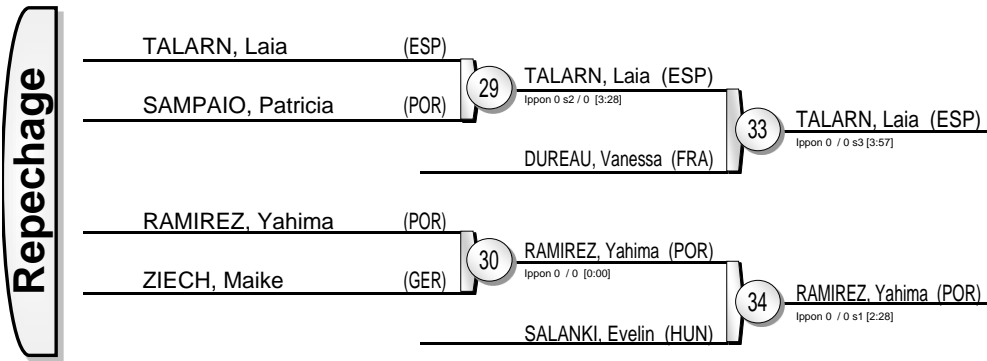 Repechage
TALARN, Laia (ESP)
SAMPAIO, Patricia (POR)
29
TALARN, Laia (ESP)
Ippon 0 s2 / 0 [3:28]
DUREAU, Vanessa (FRA)
33
TALARN, Laia (ESP)
Ippon 0 / 0 s3 [3:57]
RAMIREZ, Yahima (POR)
ZIECH, Maike (GER)
30
RAMIREZ, Yahima (POR)
Ippon 0 / 0 [0:00]
SALANKI, Evelin (HUN)
34
RAMIREZ, Yahima (POR)
Ippon 0 / 0 s1 [2:28]